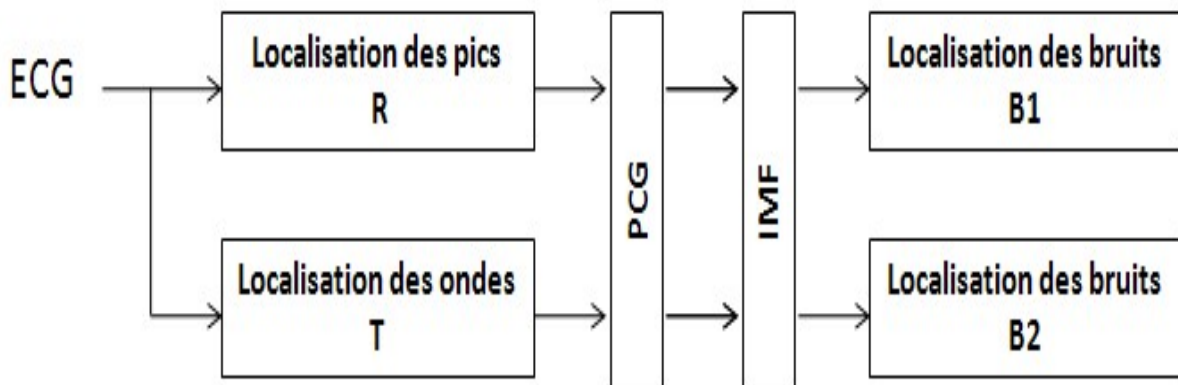 ECG
Localisation des pics
R
Localisation des ondes
T
PCG
IMF
Localisation des bruits
B1
Localisation des bruits
B2